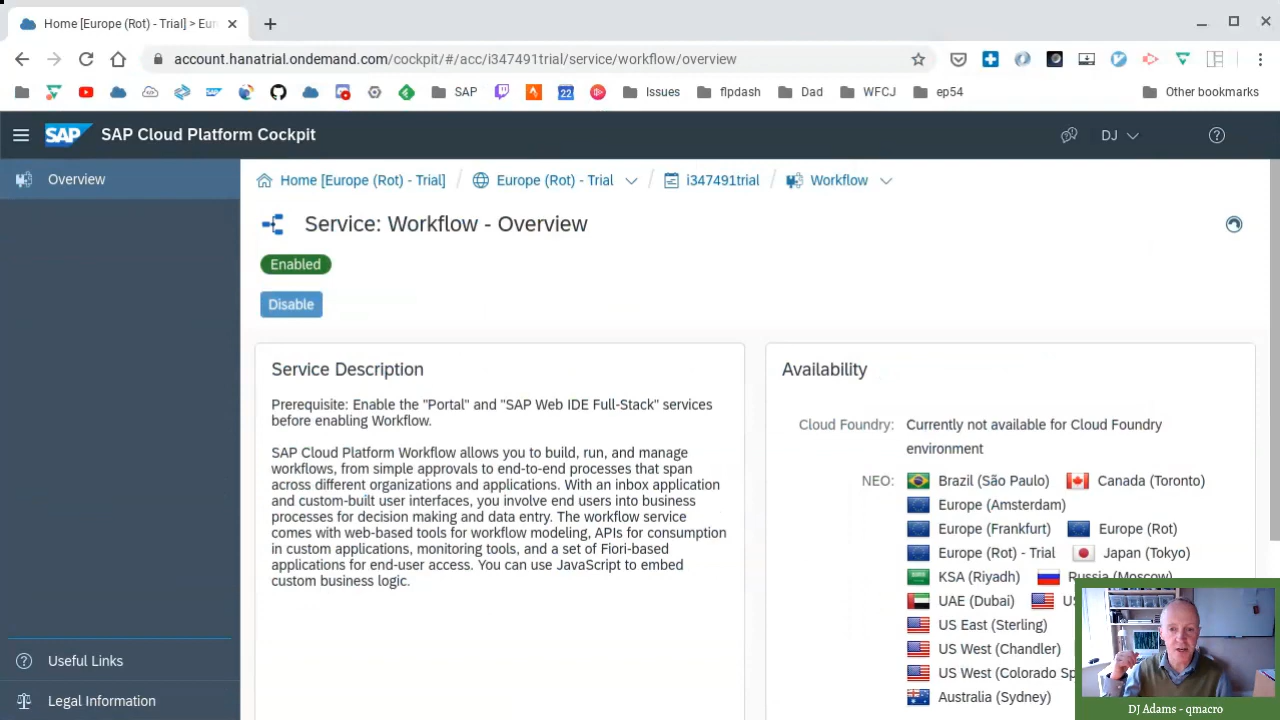 Home [Europe (Rot) - Trial] > Eur
account.hanatrial.ondemand.com/cockpit/#/acc/i347491trial/service/workflow/overview
22 SAP Issues flpdash Dad WFCJ ep54 Other bookmarks
SAP SAP Cloud Platform Cockpit DJ
Overview
Home [Europe (Rot) - Trial] / Europe (Rot) - Trial / i347491trial / Workflow
Service: Workflow - Overview
Enabled
Disable
Service Description
Prerequisite: Enable the "Portal" and "SAP Web IDE Full-Stack" services
before enabling Workflow.
SAP Cloud Platform Workflow allows you to build, run, and manage
workflows, from simple approvals to end-to-end processes that span
across different organizations and applications. With an inbox application
and custom-built user interfaces, you involve end users into business
processes for decision making and data entry. The workflow service
comes with web-based tools for workflow modeling, APIs for consumption
in custom applications, monitoring tools, and a set of Fiori-based
applications for end-user access. You can use JavaScript to embed
custom business logic.
Availability
Cloud Foundry: Currently not available for Cloud Foundry
environment
NEO: Brazil (São Paulo) Canada (Toronto)
Europe (Amsterdam)
Europe (Frankfurt) Europe (Rot)
Europe (Rot) - Trial Japan (Tokyo)
KSA (Riyadh) Russia (Moscow)
UAE (Dubai) US
US East (Sterling)
US West (Chandler)
US West (Colorado Sp
Australia (Sydney)
Useful Links
Legal Information
DJ Adams - qmacro